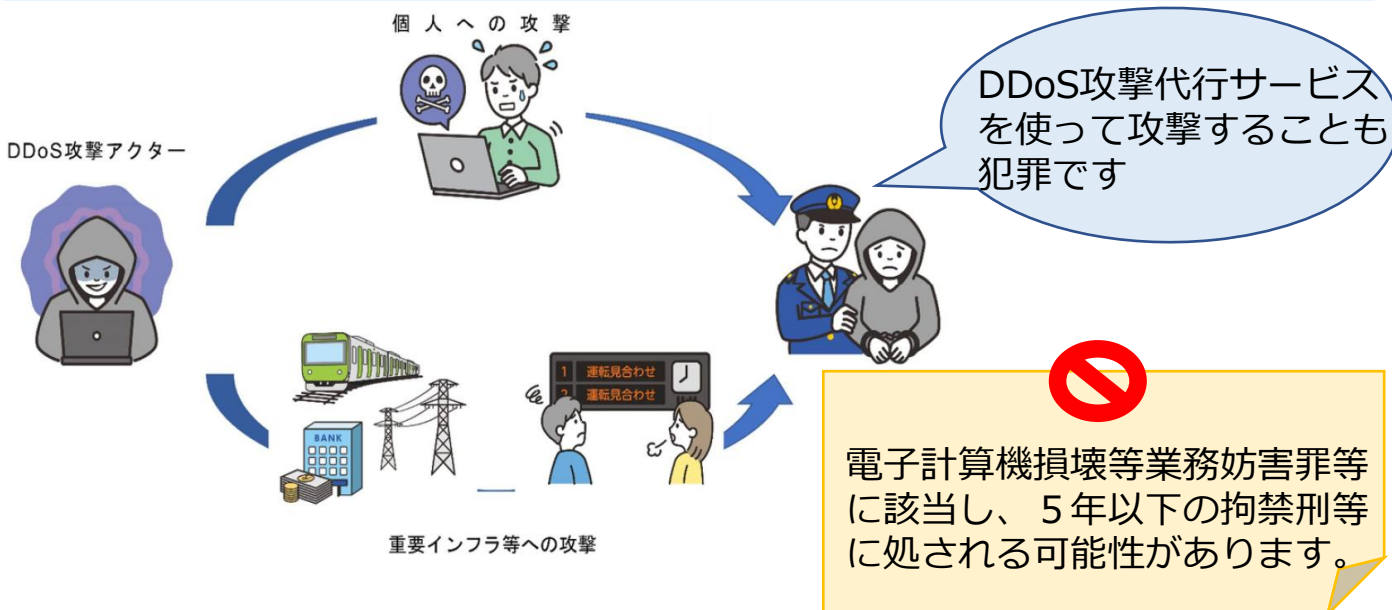 個人への攻撃
DDoS攻撃代行サービス
を使って攻撃することも
犯罪です
DDoS攻撃アクター
1 運転見合わせ
2 運転見合わせ
BANK
電子計算機損壊等業務妨害罪等
に該当し、５年以下の拘禁刑等
に処される可能性があります。
重要インフラ等への攻撃